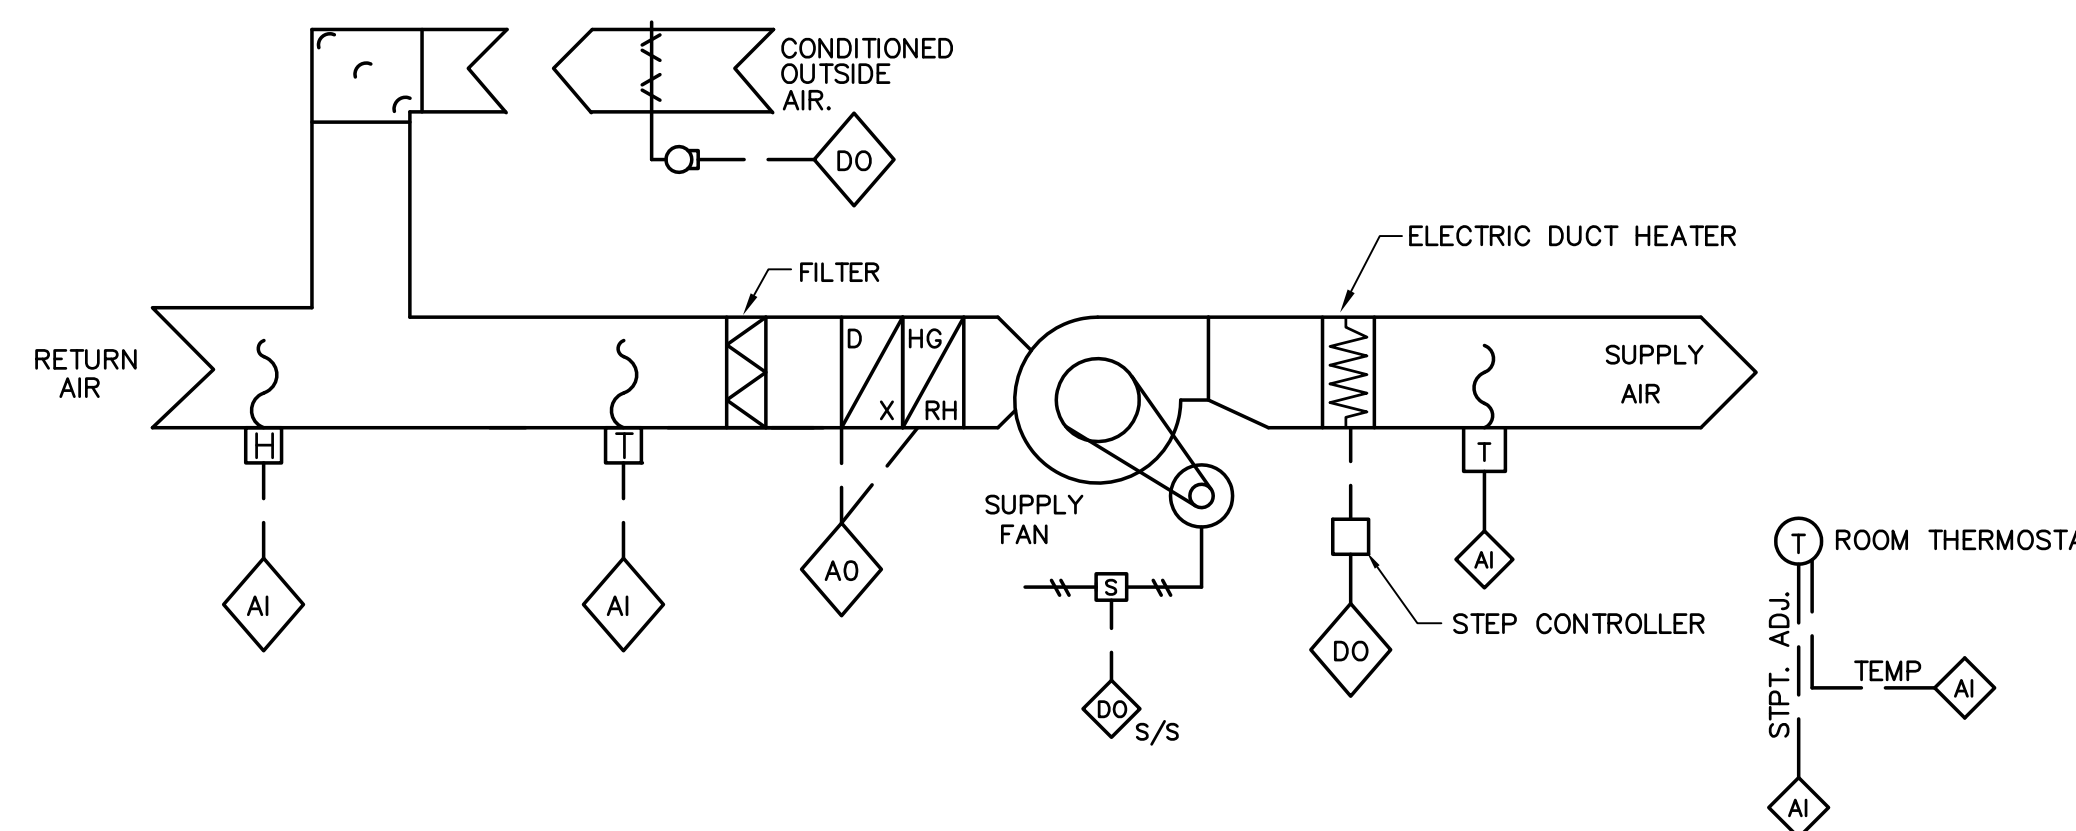 CONDITIONED
OUTSIDE
AIR.
DO
ELECTRIC DUCT HEATER
FILTER
RETURN
AIR
D
X
HG
RH
SUPPLY
AIR
H
T
T
SUPPLY
FAN
AI
AI
AO
S
DO
S/S
STEP CONTROLLER
DO
AI
T
ROOM THERMOSTA
STPT. ADJ.
TEMP
AI
AI